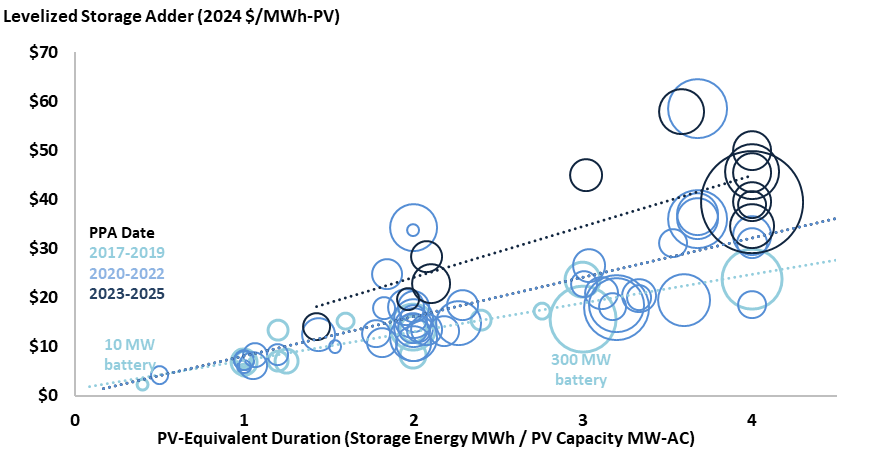 Levelized Storage Adder (2024 $/MWh-PV)
$70
$60
$50
$40
$30
$20
$10
$0
PPA Date
2017-2019
2020-2022
2023-2025
10 MW
battery
300 MW
battery
0
1
2
3
4
PV-Equivalent Duration (Storage Energy MWh / PV Capacity MW-AC)